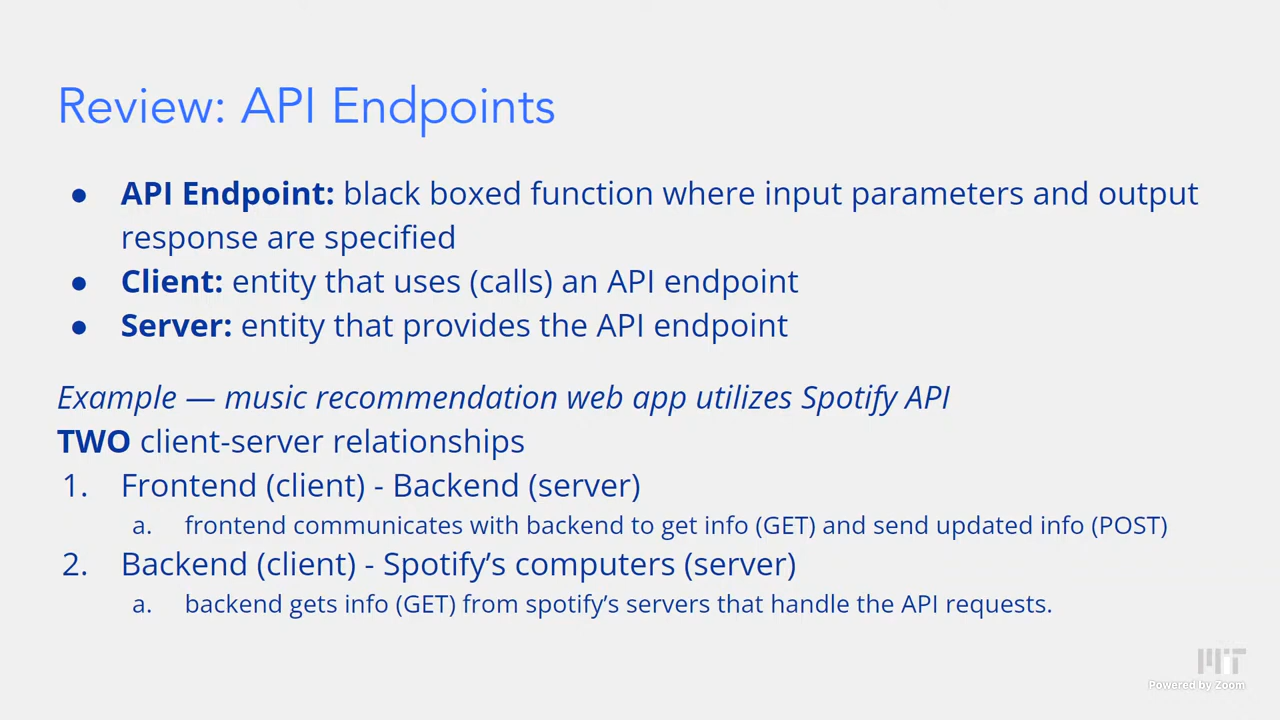 Review: API Endpoints
● API Endpoint: black boxed function where input parameters and output
response are specified
● Client: entity that uses (calls) an API endpoint
● Server: entity that provides the API endpoint
Example — music recommendation web app utilizes Spotify API
TWO client-server relationships
1. Frontend (client) - Backend (server)
a. frontend communicates with backend to get info (GET) and send updated info (POST)
2. Backend (client) - Spotify’s computers (server)
a. backend gets info (GET) from spotify’s servers that handle the API requests.
MIT
Powered by Zoom